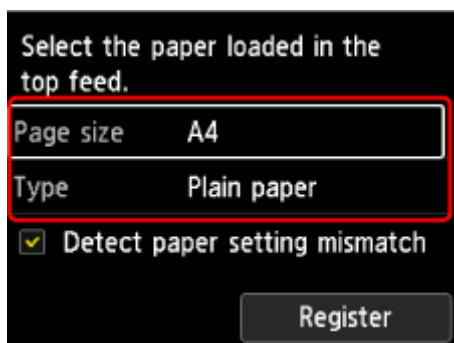 Select the paper loaded in the
top feed.
Page size A4
Type Plain paper
Detect paper setting mismatch
Register